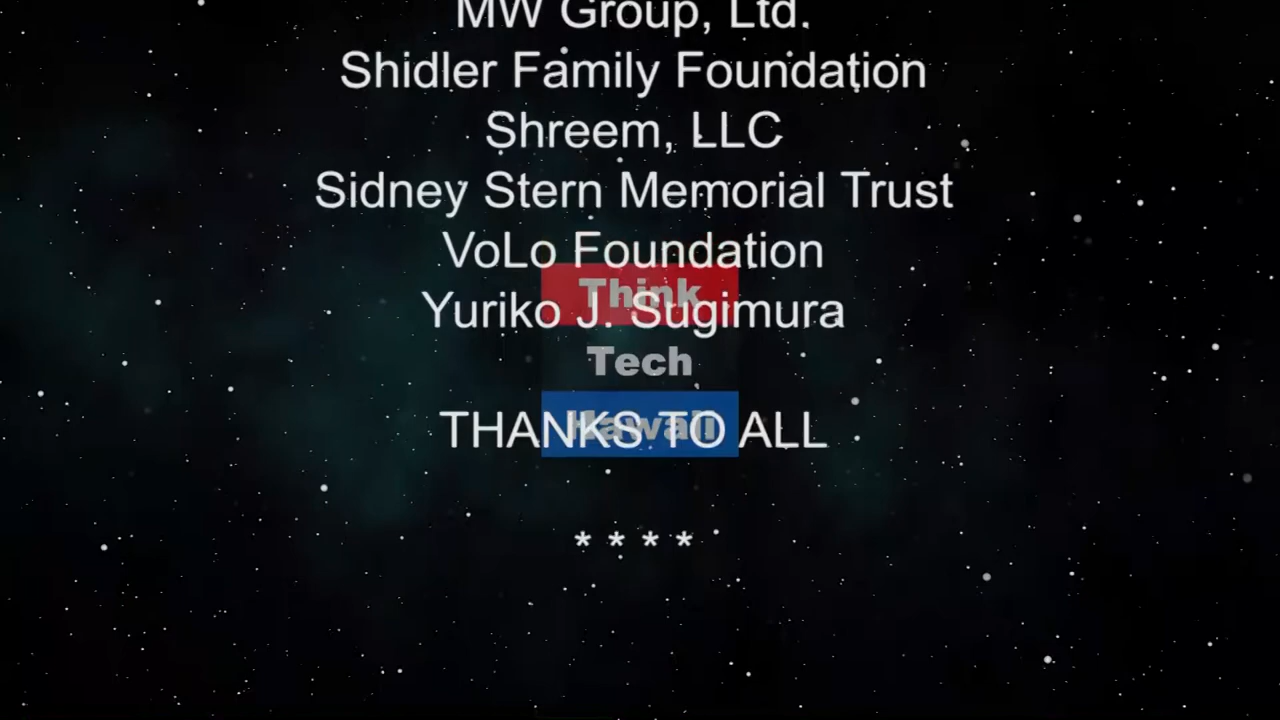 MW Group, Ltd.
Shidler Family Foundation
Shreem, LLC
Sidney Stern Memorial Trust
VoLo Foundation
Think
Yuriko J. Sugimura
Tech
Hawaii
THANKS TO ALL
* * * *